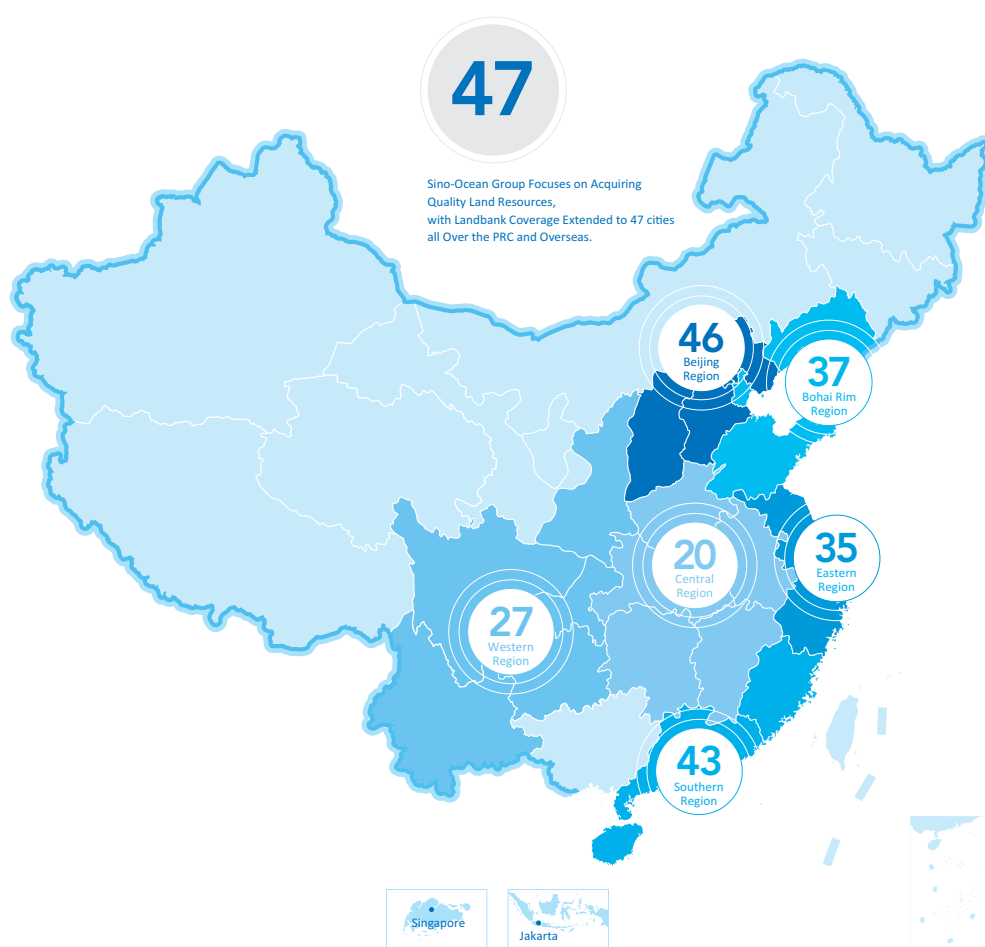 47
Sino-Ocean Group Focuses on Acquiring
Quality Land Resources,
with Landbank Coverage Extended to 47 cities
all Over the PRC and Overseas.
46
Beijing
Region
37
Bohai Rim
Region
35
Eastern
Region
20
Central
Region
27
Western
Region
43
Southern
Region
Singapore
Jakarta